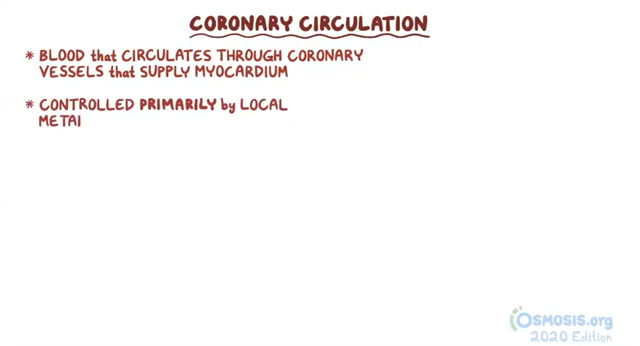 CORONARY CIRCULATION
* BLOOD that CIRCULATES THROUGH CORONARY
VESSELS that SUPPLY MYOCARDIUM
* CONTROLLED PRIMARILY by LOCAL
METAI
OSMOSIS.org
2020 Edition